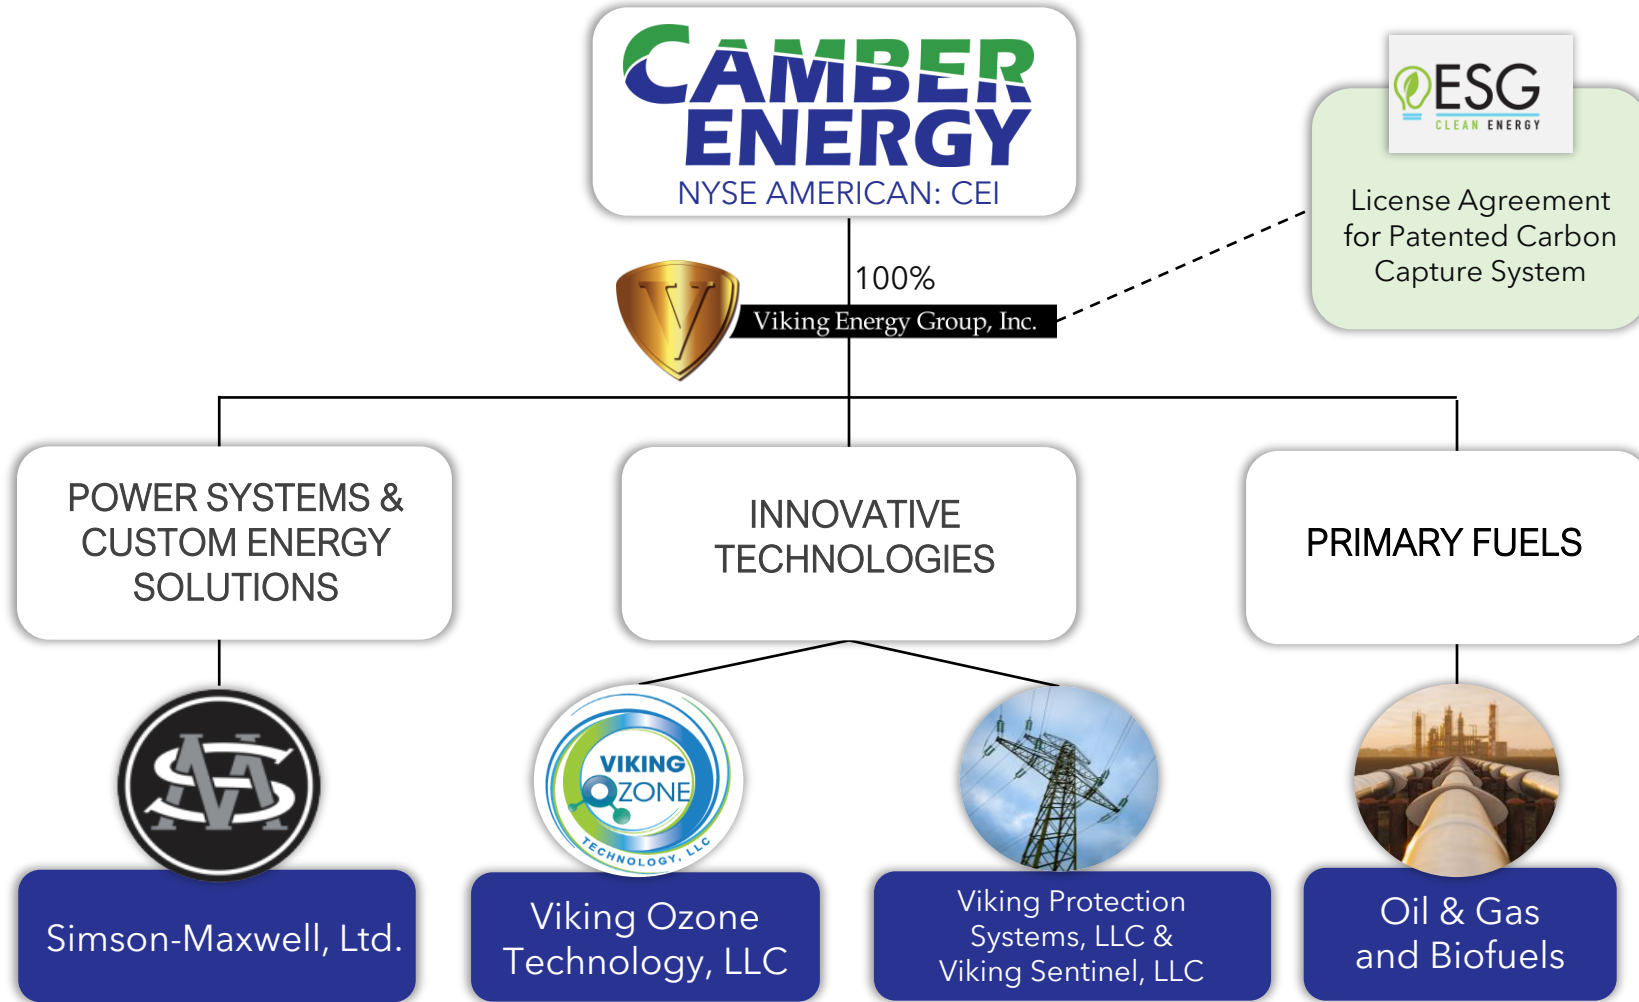 CAMBER
ENERGY
NYSE AMERICAN: CEI
ESG
CLEAN ENERGY
License Agreement
for Patented Carbon
Capture System
100%
V
Viking Energy Group, Inc.
POWER SYSTEMS &
CUSTOM ENERGY
SOLUTIONS
INNOVATIVE
TECHNOLOGIES
PRIMARY FUELS
SM
VIKING
OZONE
TECHNOLOGY, LLC
Simson-Maxwell, Ltd.
Viking Ozone
Technology, LLC
Viking Protection
Systems, LLC &
Viking Sentinel, LLC
Oil & Gas
and Biofuels